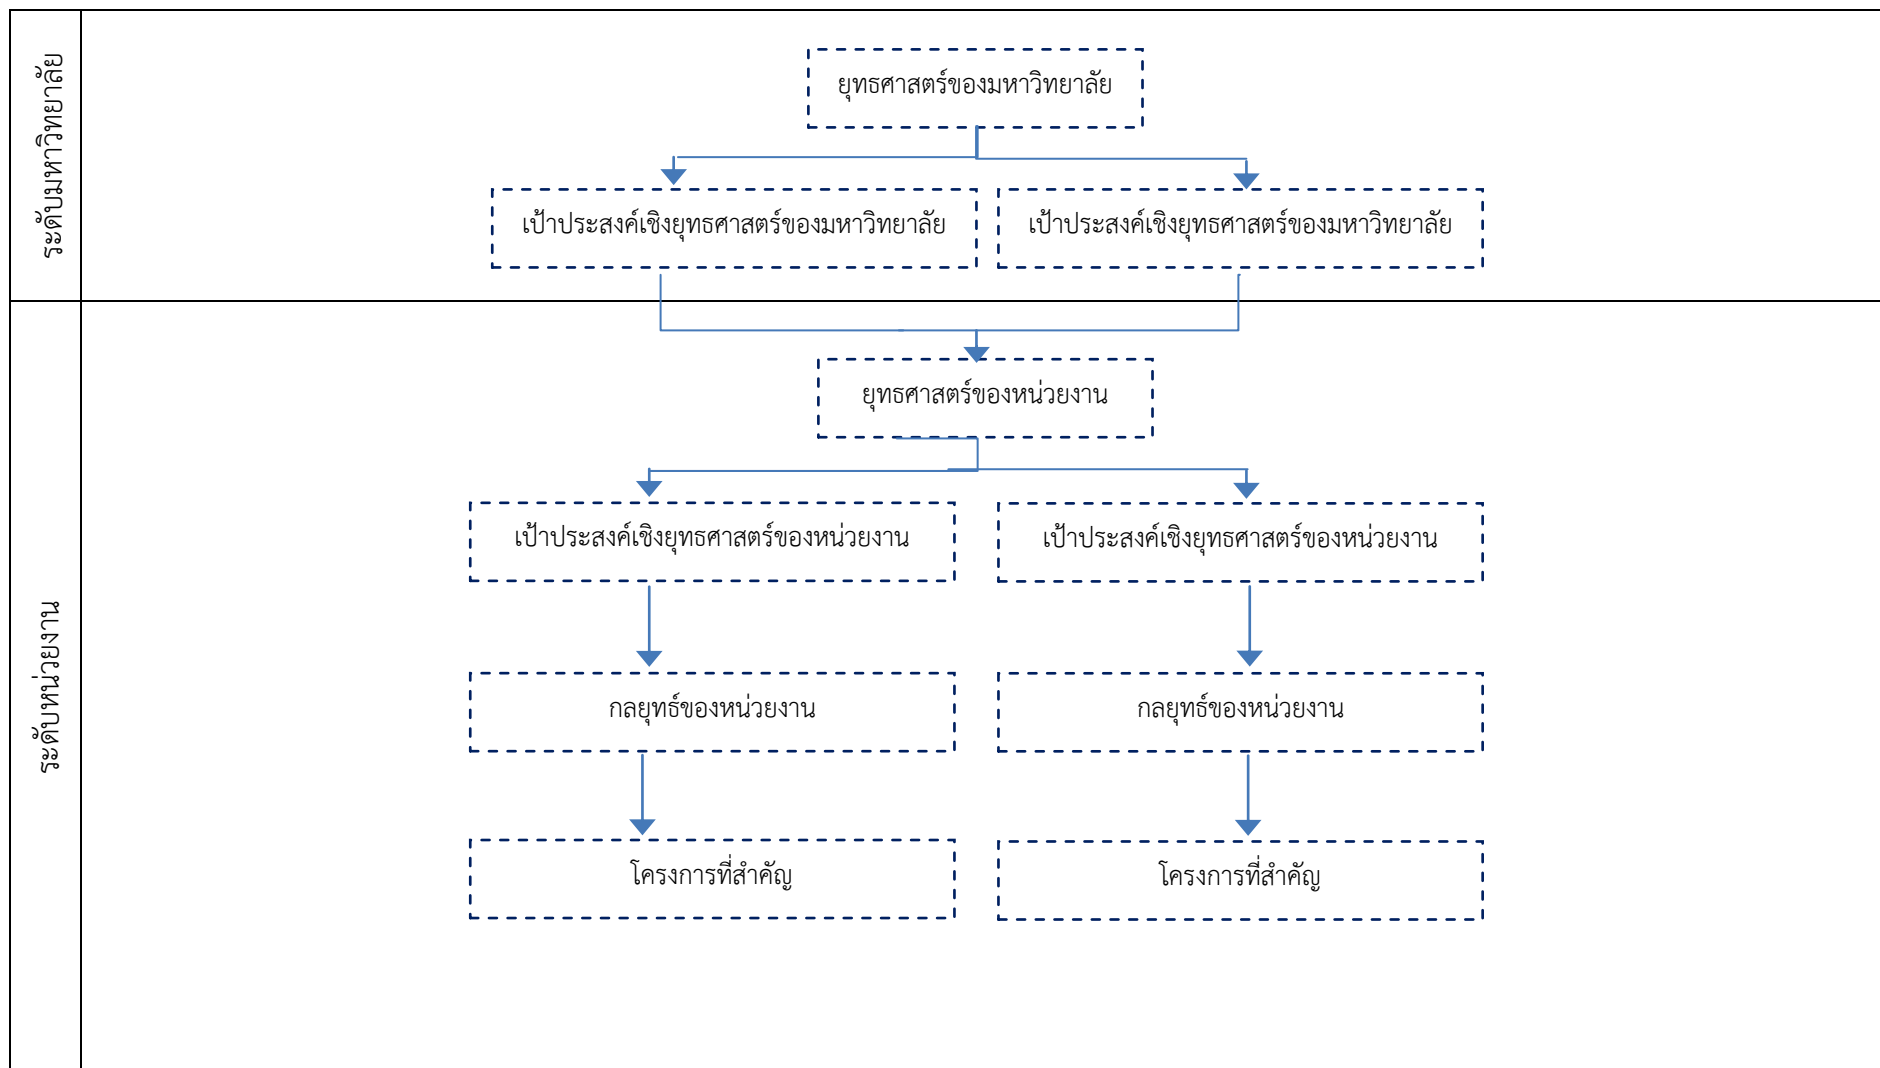 ระดับมหาวิทยาลัย
ยุทธศาสตร์ของมหาวิทยาลัย
เป้าประสงค์เชิงยุทธศาสตร์ของมหาวิทยาลัย
เป้าประสงค์เชิงยุทธศาสตร์ของมหาวิทยาลัย
ระดับหน่วยงาน
ยุทธศาสตร์ของหน่วยงาน
เป้าประสงค์เชิงยุทธศาสตร์ของหน่วยงาน
เป้าประสงค์เชิงยุทธศาสตร์ของหน่วยงาน
กลยุทธ์ของหน่วยงาน
กลยุทธ์ของหน่วยงาน
โครงการที่สำคัญ
โครงการที่สำคัญ